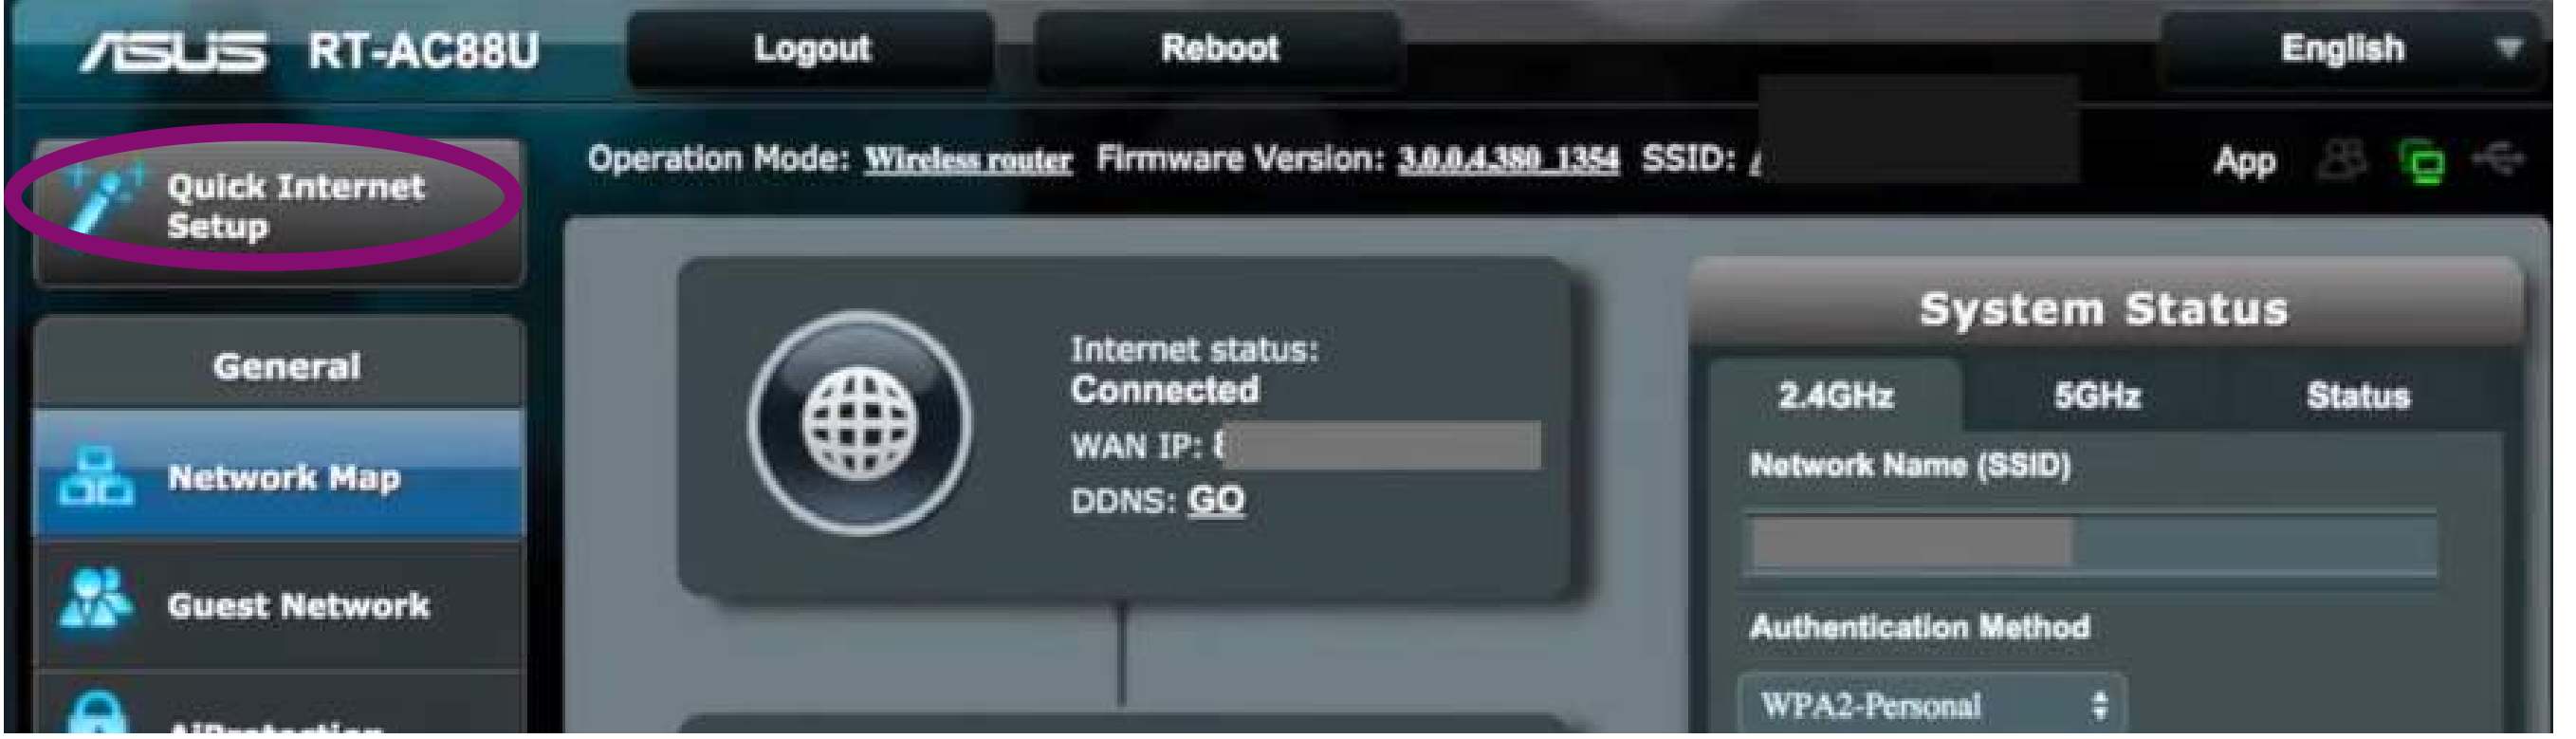 ASUS RT-AC88U Logout Reboot English
Quick Internet
Setup
Operation Mode: Wireless router Firmware Version: 3.0.0.4.380_1354 SSID:
App
General
Network Map
Guest Network
AiProtection
Internet status:
Connected
WAN IP:
DDNS: GO
System Status
2.4GHz 5GHz Status
Network Name (SSID)
Authentication Method
WPA2-Personal